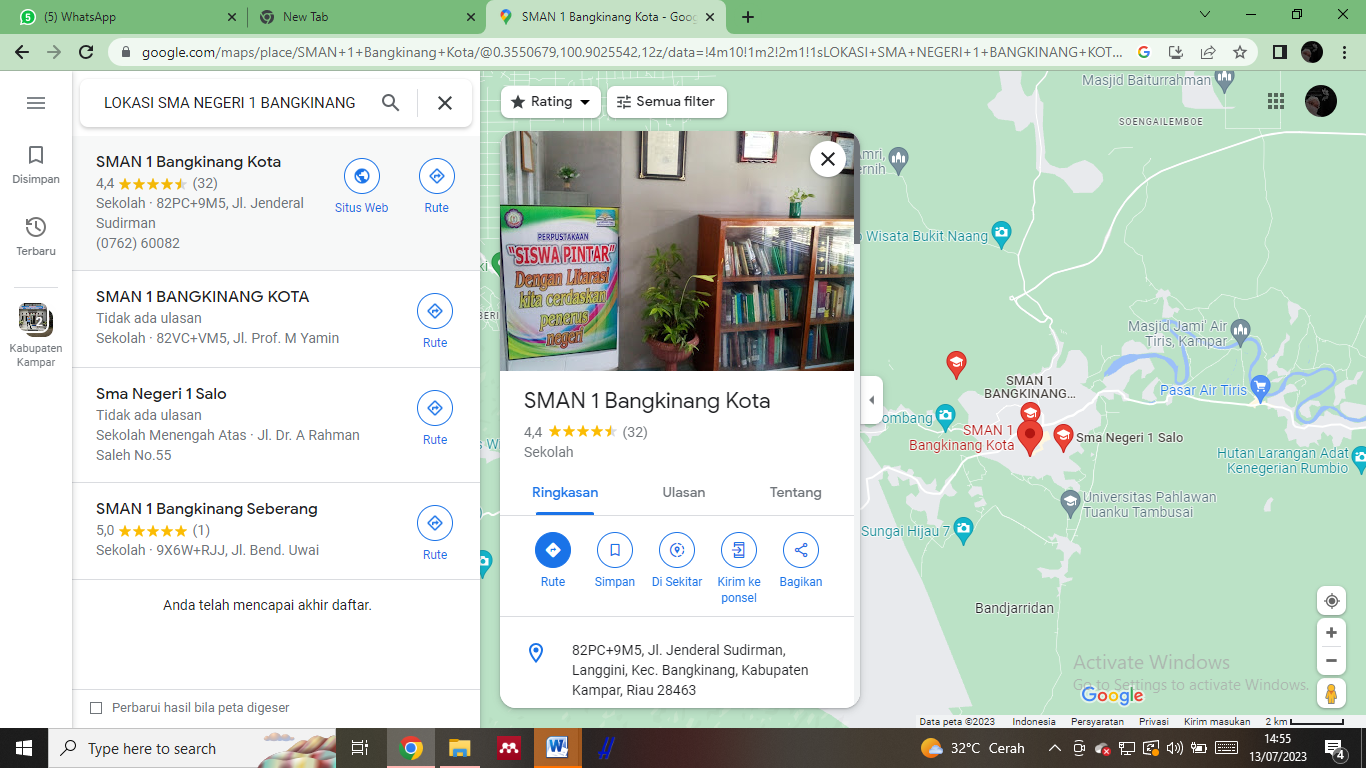 (5) WhatsApp
New Tab
SMAN 1 Bangkinang Kota - Goo
google.com/maps/place/SMAN+1+Bangkinang+Kota/@0.3550679,100.9025542,12z/data=!4m10!1m2!2m1!1sLOKASI+SMA+NEGERI+1+BANGKINANG+KOT...
LOKASI SMA NEGERI 1 BANGKINANG
Disimpan
Terbaru
Kabupaten
Kampar
SMAN 1 Bangkinang Kota
4,4 (32)
Sekolah · 82PC+9M5, Jl. Jenderal
Sudirman
(0762) 60082
Situs Web
Rute
SMAN 1 BANGKINANG KOTA
Tidak ada ulasan
Sekolah · 82VC+VM5, Jl. Prof. M Yamin
Rute
Sma Negeri 1 Salo
Tidak ada ulasan
Sekolah Menengah Atas · Jl. Dr. A Rahman
Saleh No.55
Rute
SMAN 1 Bangkinang Seberang
5,0 (1)
Sekolah · 9X6W+RJJ, Jl. Bend. Uwai
Rute
Anda telah mencapai akhir daftar.
Perbarui hasil bila peta digeser
Rating
Semua filter
PERPUSTAKAAN
"SISWA PINTAR"
Dengan Litarasi
kita cerdaskan
penerus
negeri
SMAN 1 Bangkinang Kota
4,4 (32)
Sekolah
Ringkasan
Ulasan
Tentang
Rute
Simpan
Di Sekitar
Kirim ke
ponsel
Bagikan
82PC+9M5, Jl. Jenderal Sudirman,
Langgini, Kec. Bangkinang, Kabupaten
Kampar, Riau 28463
Masjid Baiturrahman
SOENGAILEMBOE
Wisata Bukit Naang
Masjid Jami' Air
Tiris, Kampar
Pasar Air Tiris
SMAN 1
BANGKINANG...
SMAN 1
Bangkinang Kota
Sma Negeri 1 Salo
Hutan Larangan Adat
Kenegerian Rumbio
Universitas Pahlawan
Tuanku Tambusai
Sungai Hijau 7
Bandjarridan
Activate Windows
Go to Settings to activate Windows.
Google
Data peta ©2023
Indonesia
Persyaratan
Privasi
Kirim masukan
2 km
Type here to search
32°C Cerah
14:55
13/07/2023
4